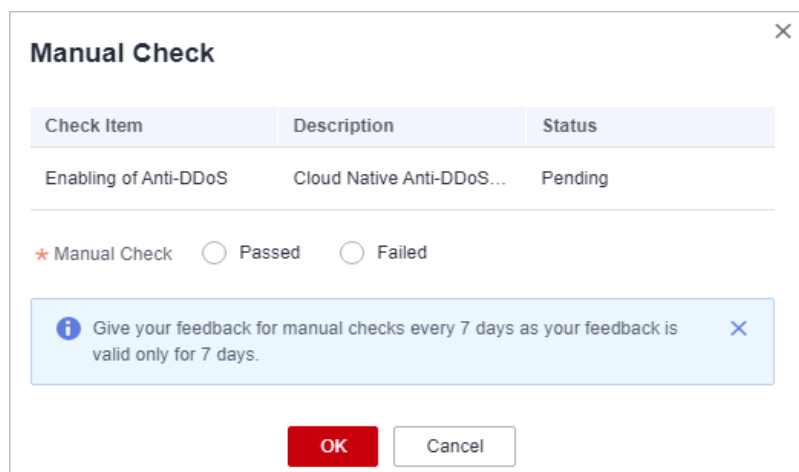 Manual Check
Check Item Description Status
Enabling of Anti-DDoS Cloud Native Anti-DDoS... Pending
* Manual Check Passed Failed
Give your feedback for manual checks every 7 days as your feedback is
valid only for 7 days.
OK Cancel